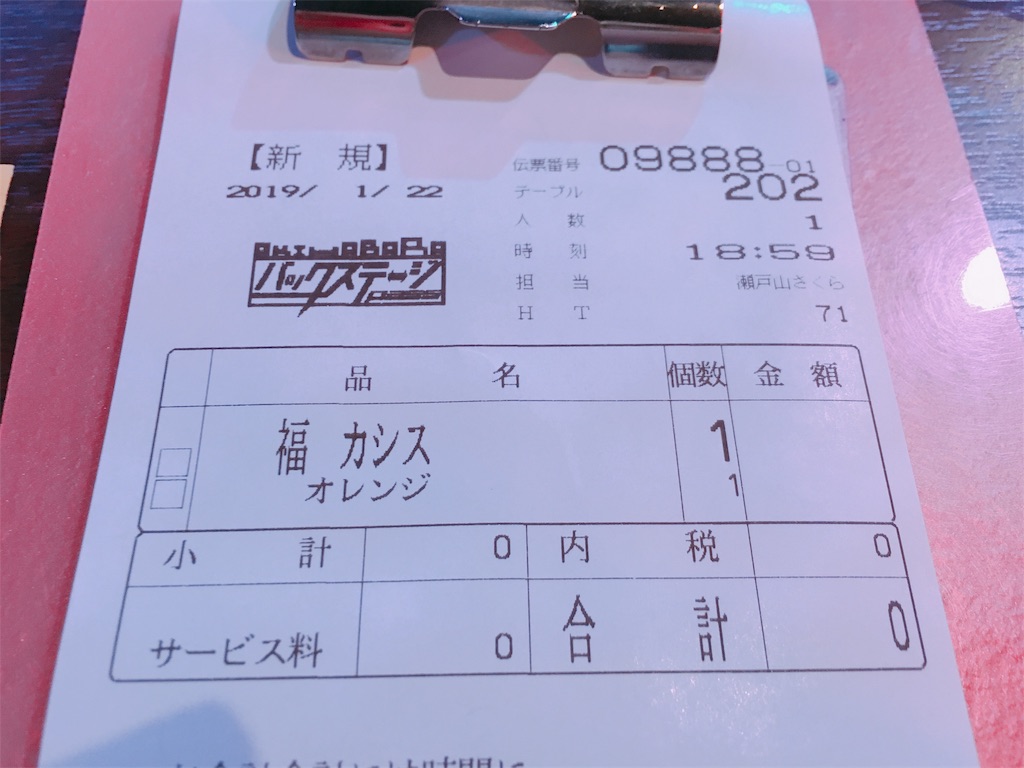 【新 規】
2019/ 1/ 22
AKIHABARA
バックステージ
pass
伝票番号 09888-01
テーブル 202
人 数 1
時 刻 18:59
担 当 瀬戸山さくら
H T 71
品 名 個数 金 額
福 カシス 1
オレンジ 1
小 計 0 内 税 0
サービス料 0 合 計 0